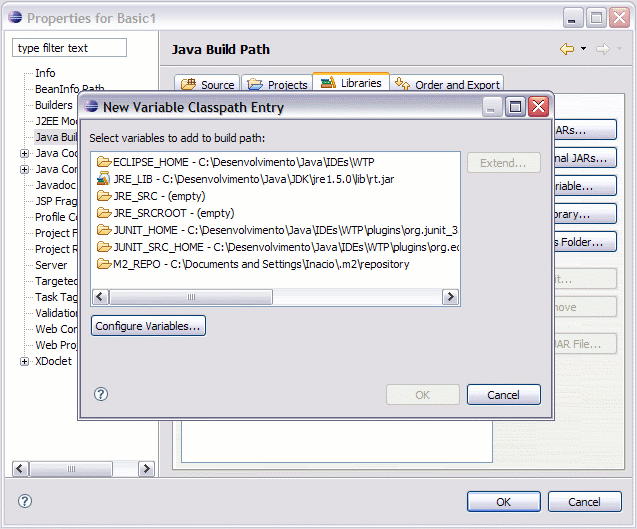 Properties for Basic1
type filter text
Java Build Path
Info
BeanInfo Path
Builders
J2EE Mo
Java Buil
Java Cod
Java Com
Javadoc
JSP Frag
Profile Co
Project F
Project R
Server
Targeted
Task Tag
Validation
Web Con
Web Proj
XDoclet
Source
Projects
Libraries
Order and Export
New Variable Classpath Entry
Select variables to add to build path:
ECLIPSE_HOME - C:\Desenvolvimento\Java\IDEs\WTP
JRE_LIB - C:\Desenvolvimento\Java\JDK\jre1.5.0\lib\rt.jar
JRE_SRC - (empty)
JRE_SRCROOT - (empty)
JUNIT_HOME - C:\Desenvolvimento\Java\IDEs\WTP\plugins\org.junit_3
JUNIT_SRC_HOME - C:\Desenvolvimento\Java\IDEs\WTP\plugins\org.ec
M2_REPO - C:\Documents and Settings\Inacio\.m2\repository
Extend...
Configure Variables...
?
OK
Cancel
ARs...
nal JARs...
riable...
brary...
s Folder...
t...
nove
JAR File...
?
OK
Cancel